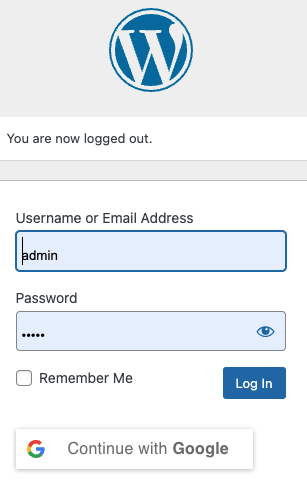 You are now logged out.
Username or Email Address
admin
Password
•••••
Remember Me
Log In
Continue with Google